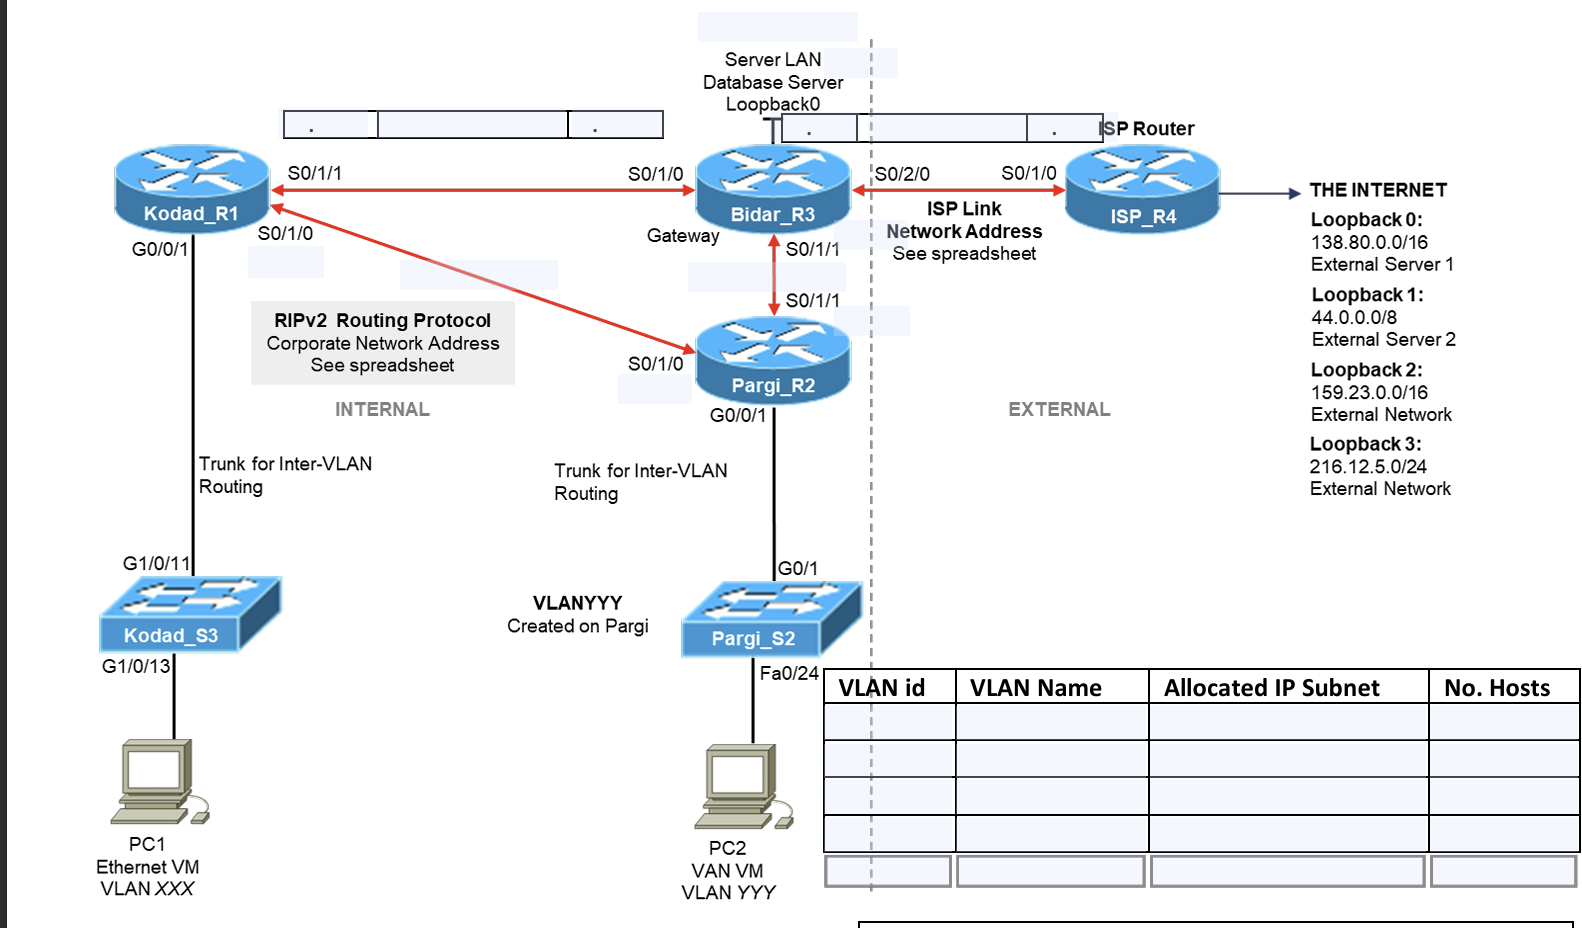 Server LAN
Database Server
Loopback0
.
.
.
.
ISP Router
S0/1/1
S0/1/0
S0/2/0
S0/1/0
Kodad_R1
Bidar_R3
ISP_R4
THE INTERNET
Loopback 0:
138.80.0.0/16
External Server 1
Loopback 1:
44.0.0.0/8
External Server 2
Loopback 2:
159.23.0.0/16
External Network
Loopback 3:
216.12.5.0/24
External Network
ISP Link
Network Address
See spreadsheet
G0/0/1
S0/1/0
Gateway
S0/1/1
S0/1/1
RIPv2 Routing Protocol
Corporate Network Address
See spreadsheet
S0/1/0
Pargi_R2
G0/0/1
INTERNAL
EXTERNAL
Trunk for Inter-VLAN
Routing
Trunk for Inter-VLAN
Routing
G1/0/11
G0/1
Kodad_S3
VLANYYY
Created on Pargi
Pargi_S2
G1/0/13
Fa0/24
VLAN id VLAN Name Allocated IP Subnet No. Hosts
PC1
Ethernet VM
VLAN XXX
PC2
VAN VM
VLAN YYY